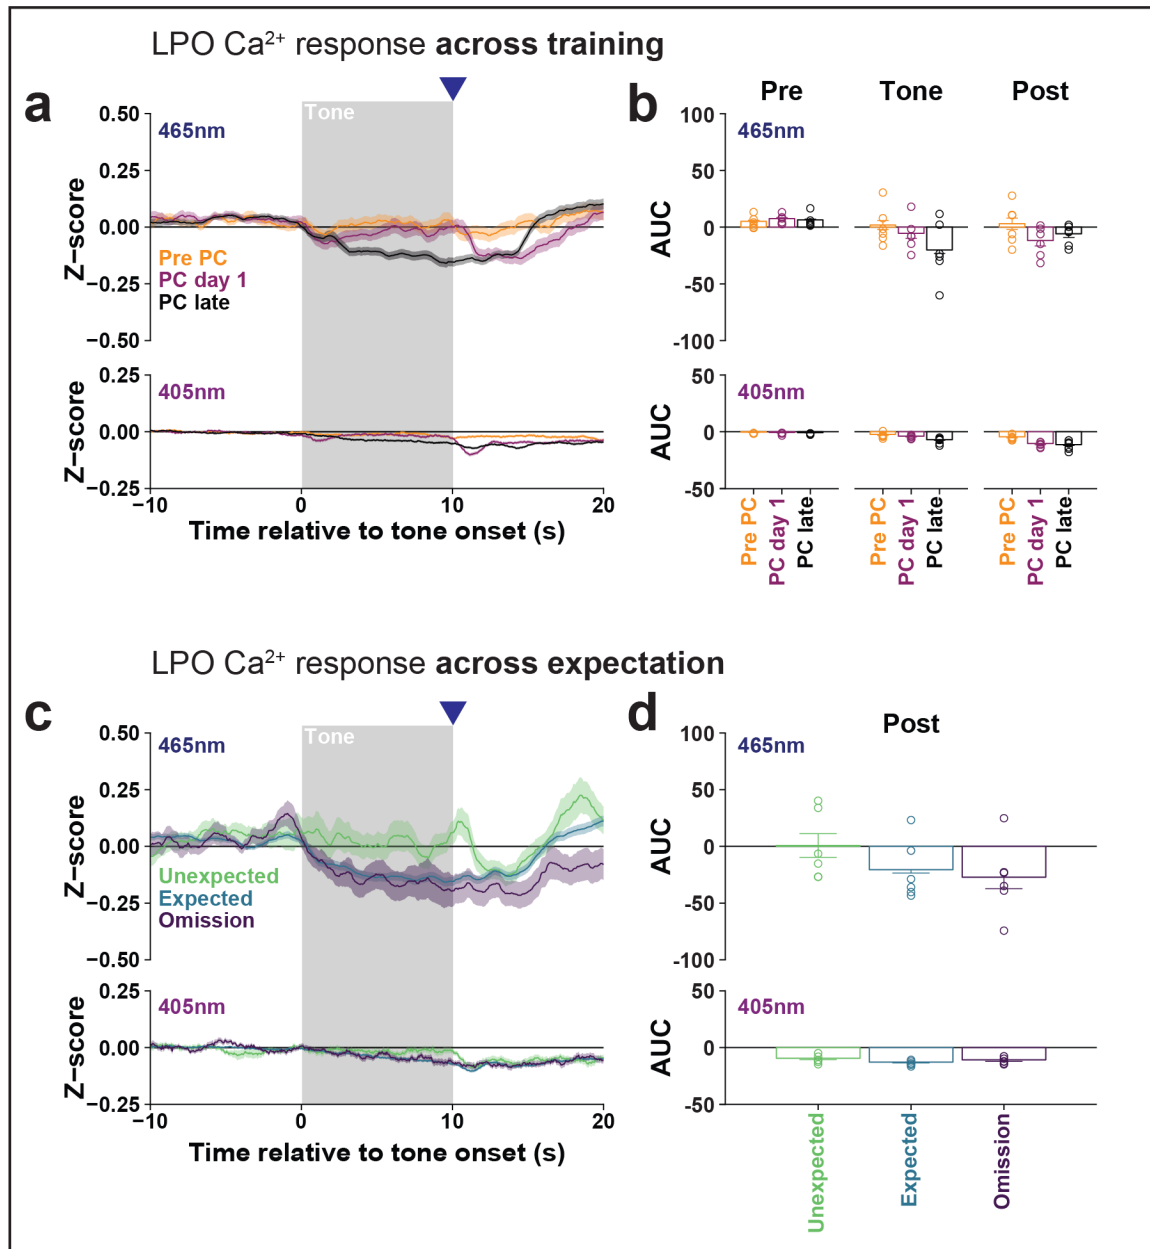 LPO Ca²⁺ response across training
a
Tone
465nm
0.50
0.25
0.00
−0.25
−0.50
Z−score
Pre PC
PC day 1
PC late
405nm
0.25
0.00
−0.25
Z−score
−10 0 10 20
Time relative to tone onset (s)
b
Pre Tone Post
465nm
100
50
0
-50
-100
AUC
405nm
50
0
-50
AUC
Pre PC
PC day 1
PC late
Pre PC
PC day 1
PC late
Pre PC
PC day 1
PC late
LPO Ca²⁺ response across expectation
c
Tone
465nm
0.50
0.25
0.00
−0.25
−0.50
Z−score
Unexpected
Expected
Omission
405nm
0.25
0.00
−0.25
Z−score
−10 0 10 20
Time relative to tone onset (s)
d
Post
465nm
100
50
0
-50
-100
AUC
405nm
50
0
-50
AUC
Unexpected
Expected
Omission